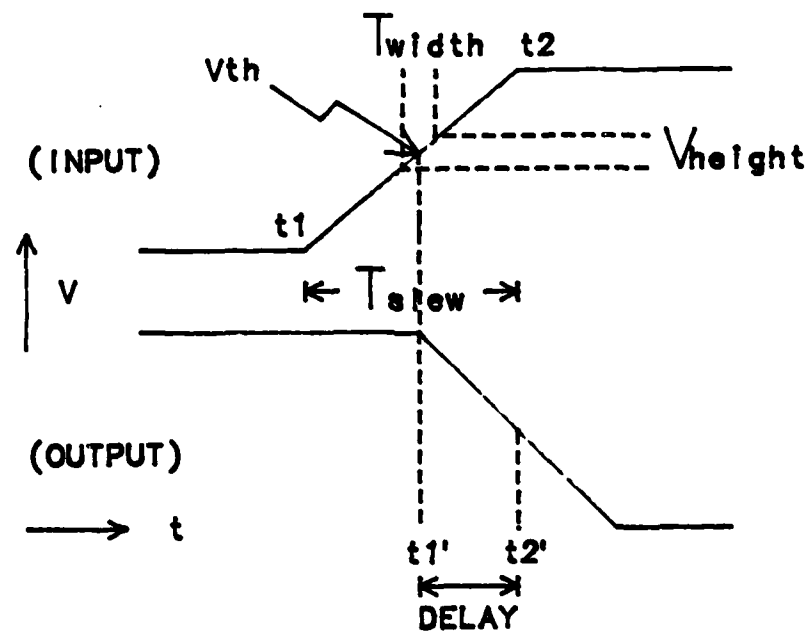 Twidth
t2
Vth
(INPUT)
Vheight
t1
V
Tslew
(OUTPUT)
t
t1'
t2'
DELAY